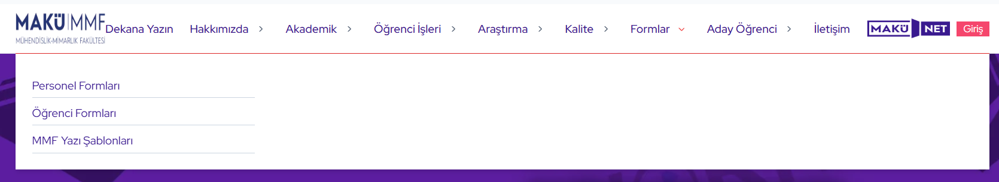 MAKÜ|MMF
MÜHENDİSLİK-MİMARLIK FAKÜLTESİ
Dekana Yazın Hakkımızda Akademik Öğrenci İşleri Araştırma Kalite Formlar Aday Öğrenci İletişim MAKÜ NET Giriş
Personel Formları
Öğrenci Formları
MMF Yazı Şablonları